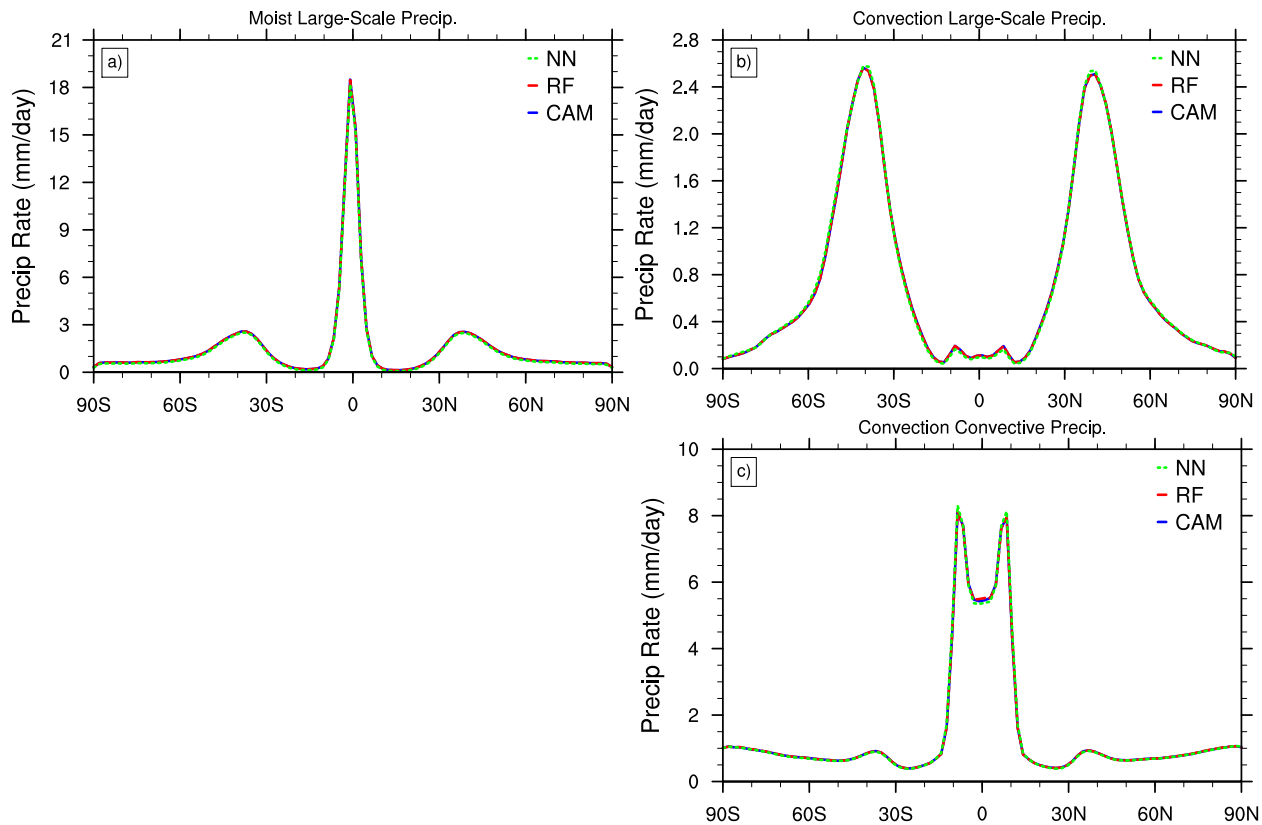 Moist Large-Scale Precip.
a)
NN
RF
CAM
Precip Rate (mm/day)
21
18
15
12
9
6
3
0
90S 60S 30S 0 30N 60N 90N
Convection Large-Scale Precip.
b)
NN
RF
CAM
Precip Rate (mm/day)
2.8
2.4
2.0
1.6
1.2
0.8
0.4
0.0
90S 60S 30S 0 30N 60N 90N
Convection Convective Precip.
c)
NN
RF
CAM
Precip Rate (mm/day)
10
8
6
4
2
0
90S 60S 30S 0 30N 60N 90N